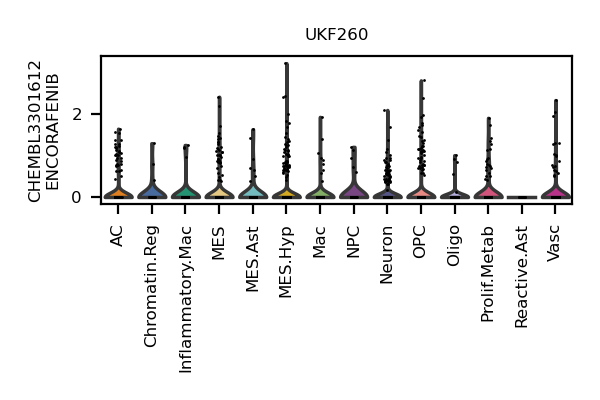 UKF260
CHEMBL3301612
ENCORAFENIB
2
0
AC
Chromatin.Reg
Inflammatory.Mac
MES
MES.Ast
MES.Hyp
Mac
NPC
Neuron
OPC
Oligo
Prolif.Metab
Reactive.Ast
Vasc